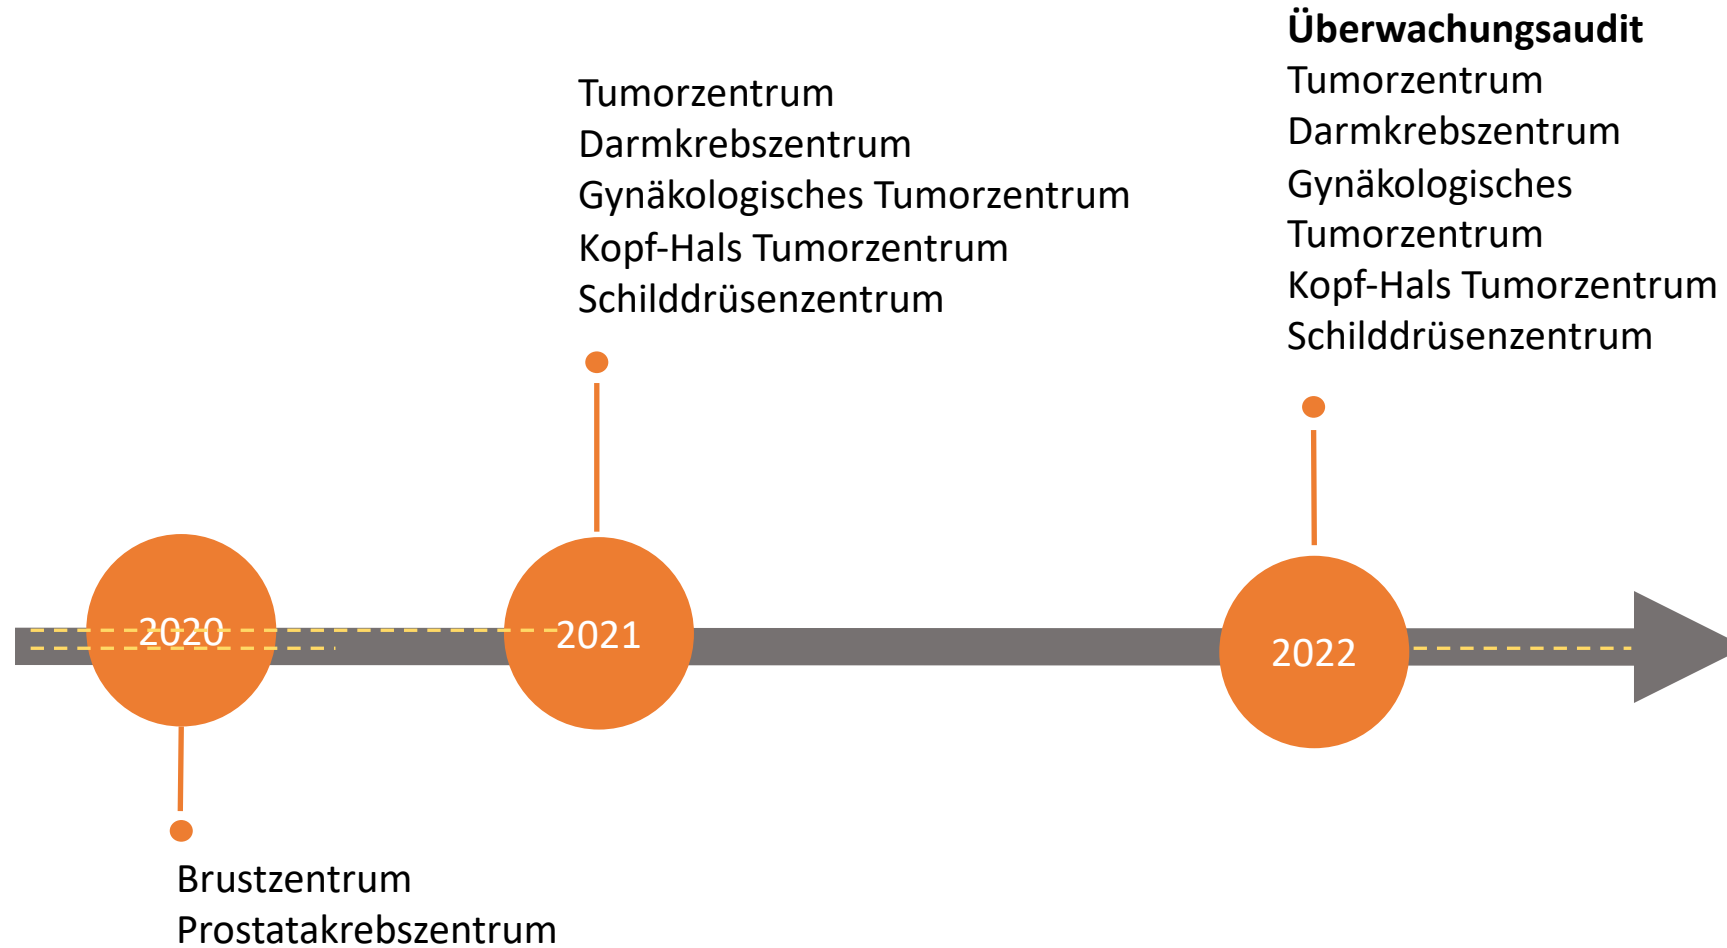 Überwachungsaudit
Tumorzentrum
Darmkrebszentrum
Gynäkologisches
Tumorzentrum
Kopf-Hals Tumorzentrum
Schilddrüsenzentrum
Tumorzentrum
Darmkrebszentrum
Gynäkologisches Tumorzentrum
Kopf-Hals Tumorzentrum
Schilddrüsenzentrum
2020
2021
2022
Brustzentrum
Prostatakrebszentrum